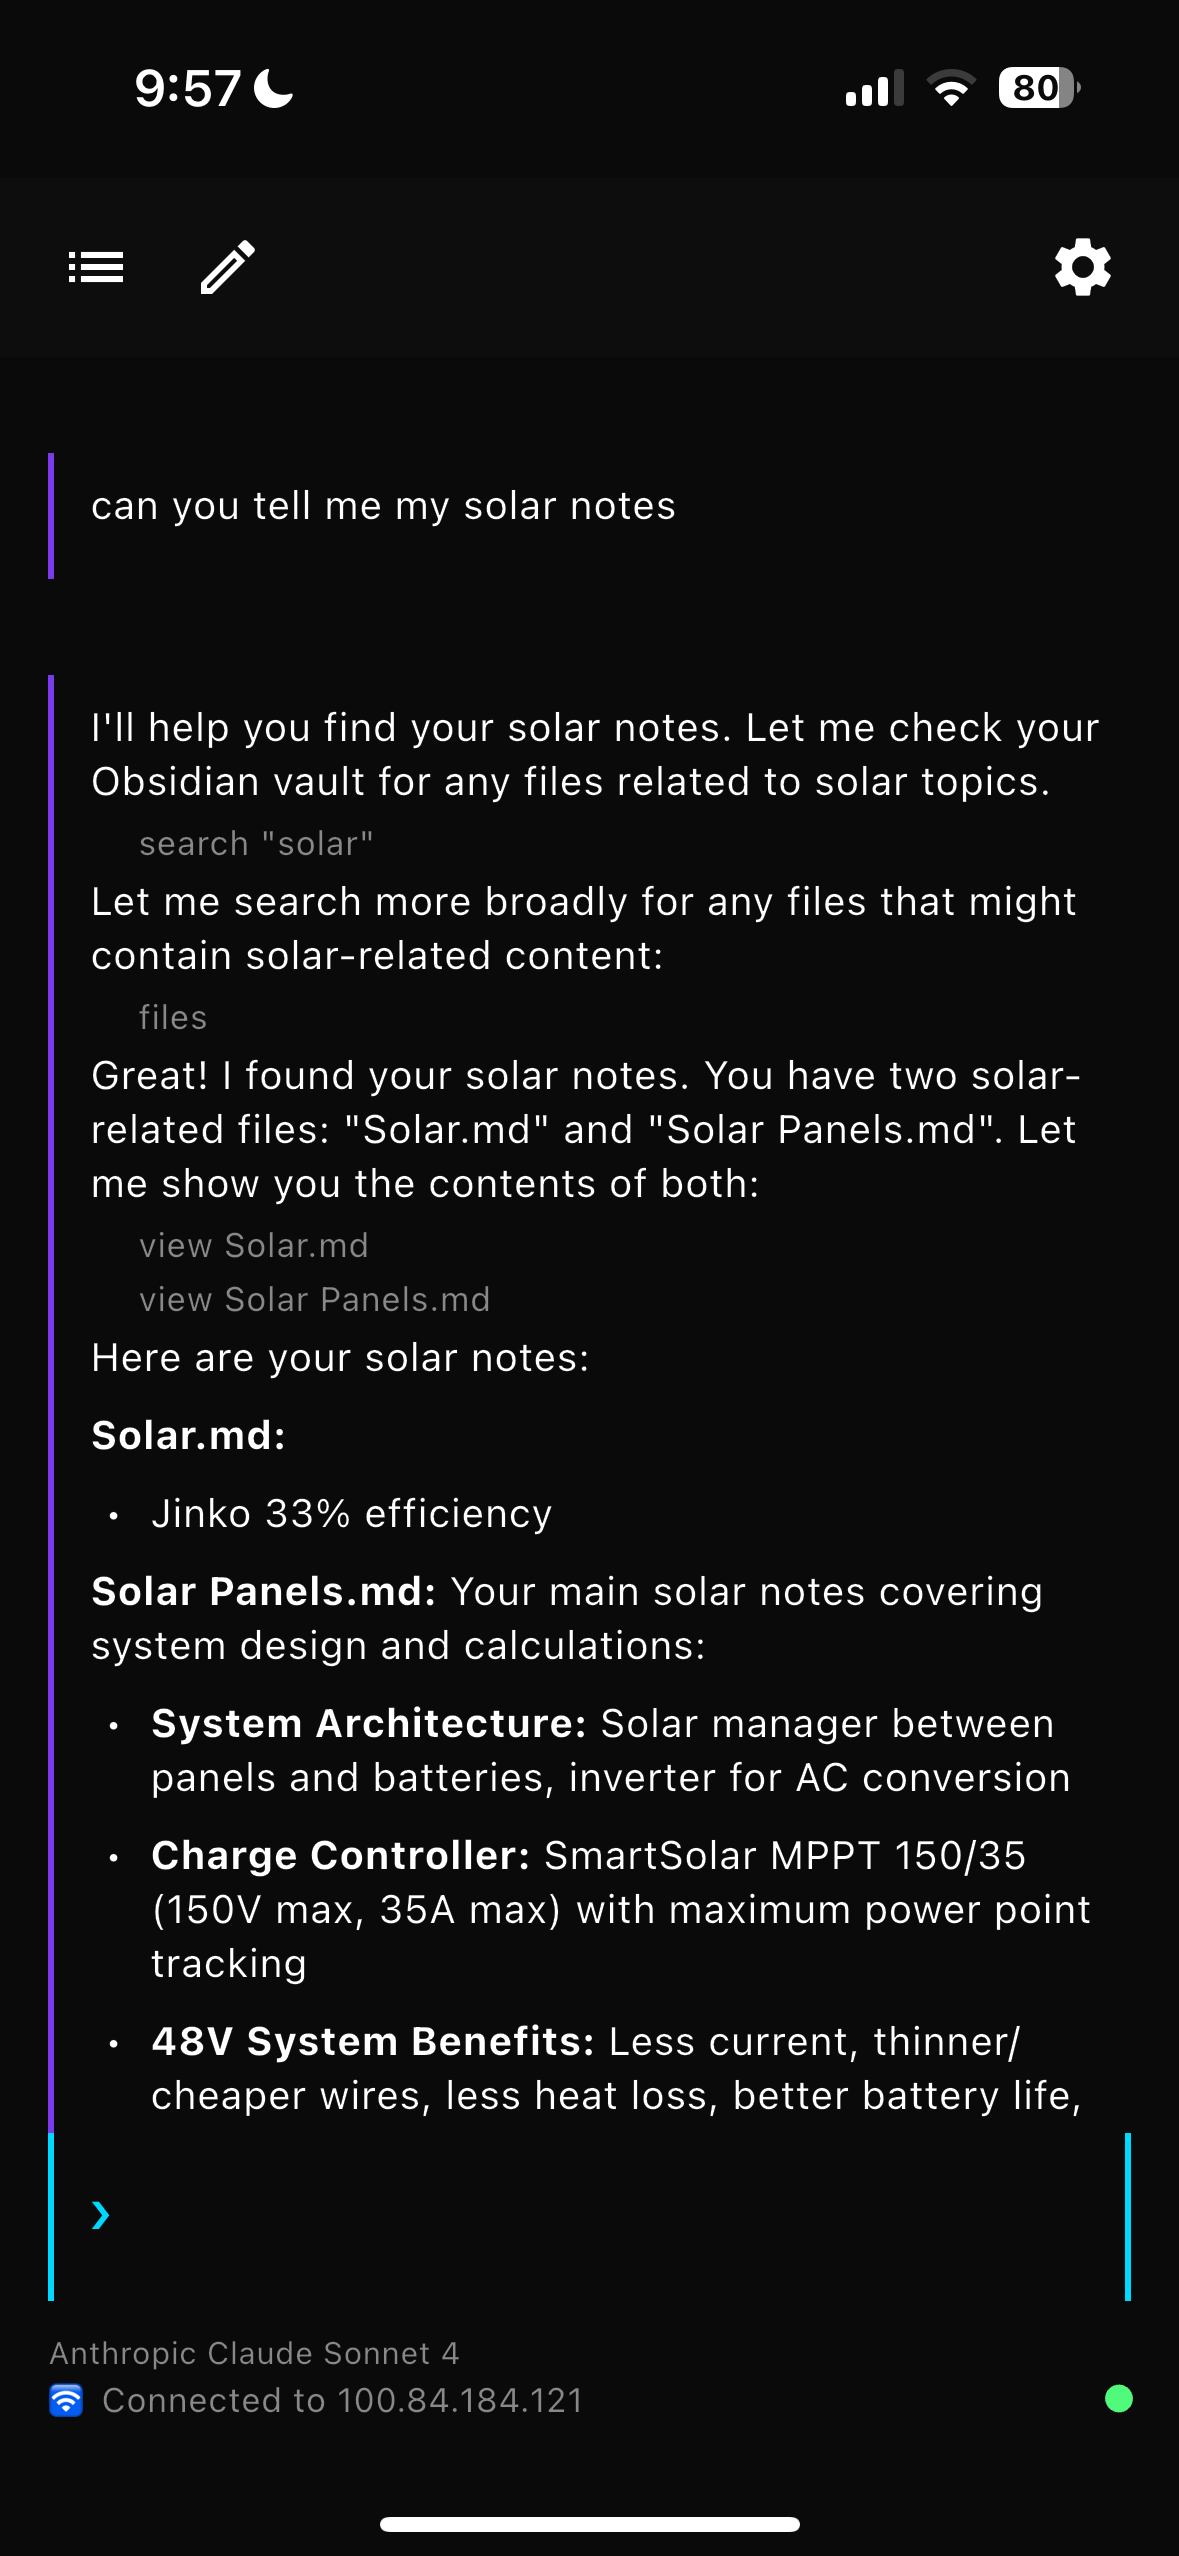 9:57
80
can you tell me my solar notes
I'll help you find your solar notes. Let me check your
Obsidian vault for any files related to solar topics.
search "solar"
Let me search more broadly for any files that might
contain solar-related content:
files
Great! I found your solar notes. You have two solar-
related files: "Solar.md" and "Solar Panels.md". Let
me show you the contents of both:
view Solar.md
view Solar Panels.md
Here are your solar notes:
Solar.md:
• Jinko 33% efficiency
Solar Panels.md: Your main solar notes covering
system design and calculations:
• System Architecture: Solar manager between
panels and batteries, inverter for AC conversion
• Charge Controller: SmartSolar MPPT 150/35
(150V max, 35A max) with maximum power point
tracking
• 48V System Benefits: Less current, thinner/
cheaper wires, less heat loss, better battery life,
❯
Anthropic Claude Sonnet 4
🛜 Connected to 100.84.184.121